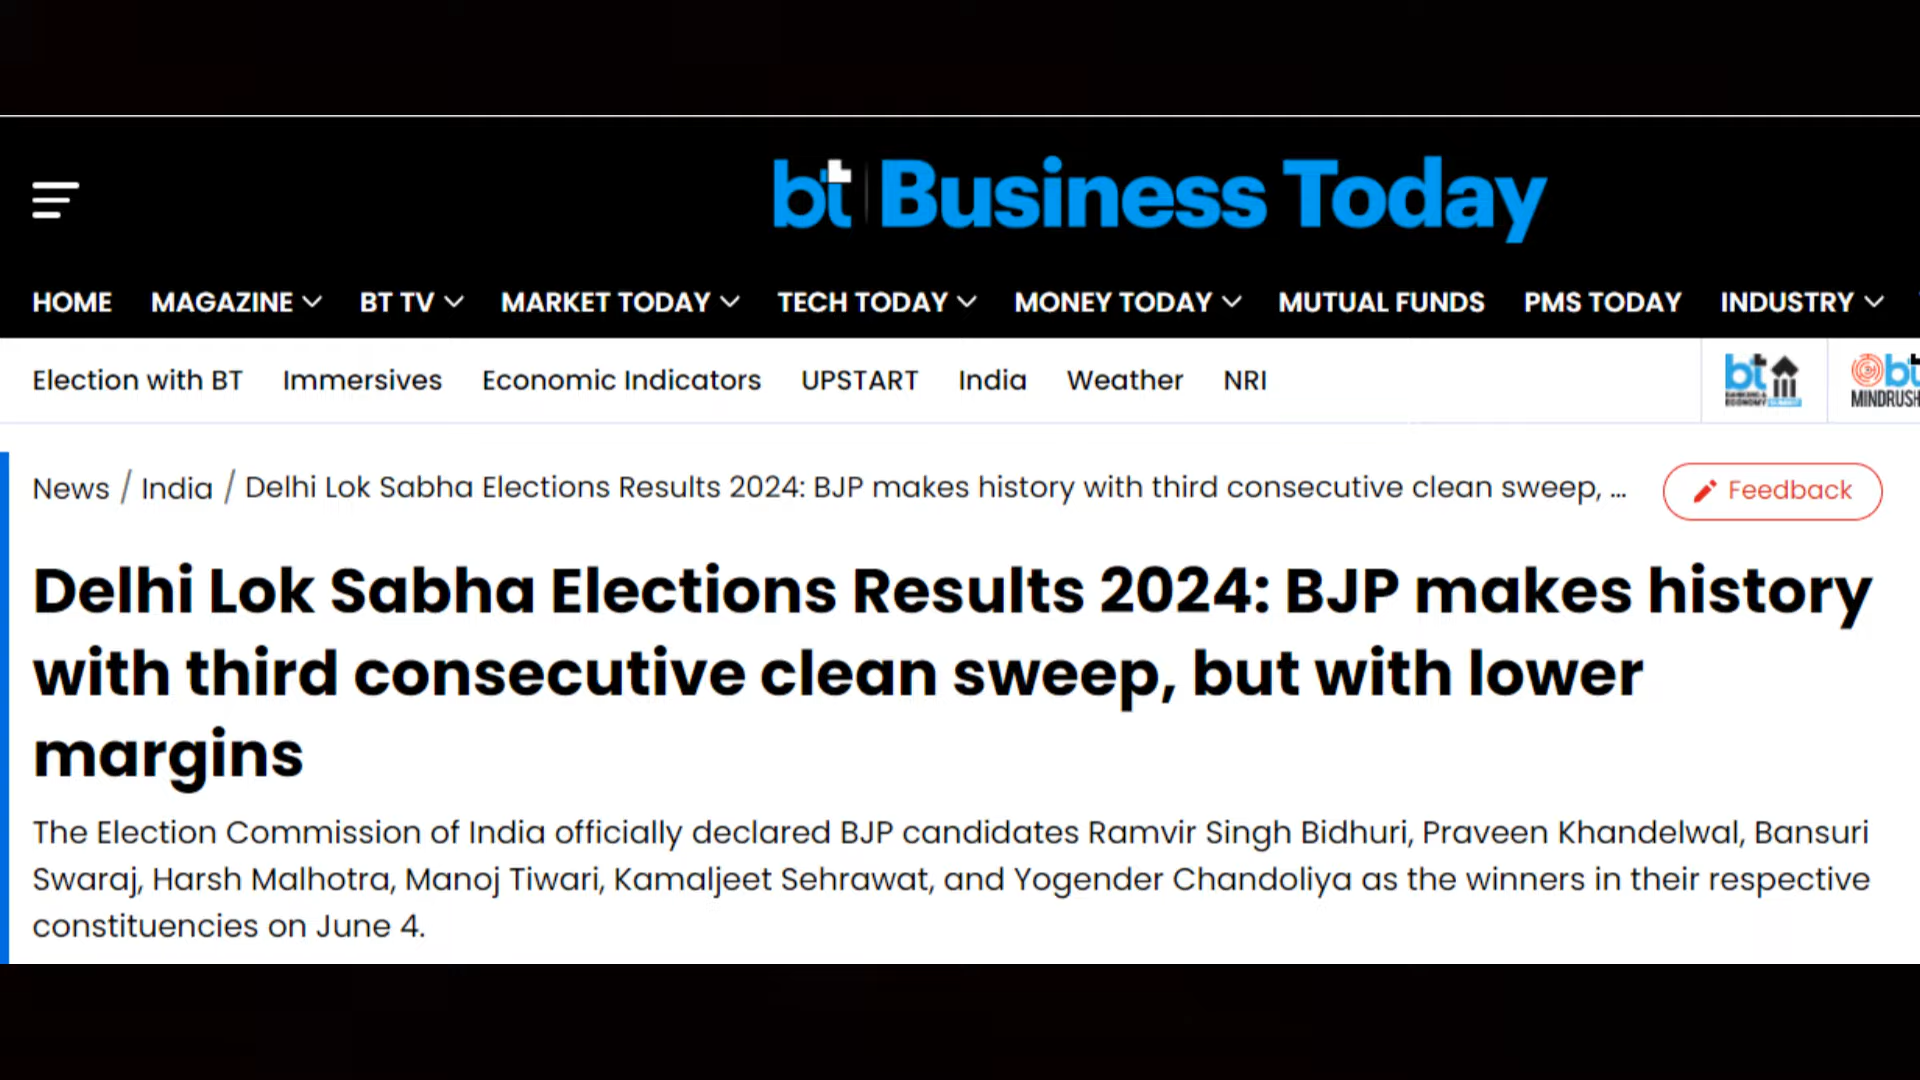 bt Business Today
HOME MAGAZINE BT TV MARKET TODAY TECH TODAY MONEY TODAY MUTUAL FUNDS PMS TODAY INDUSTRY
Election with BT Immersives Economic Indicators UPSTART India Weather NRI
bt
ECONOMY
bt
MINDRUSH
News / India / Delhi Lok Sabha Elections Results 2024: BJP makes history with third consecutive clean sweep, ...
Feedback
Delhi Lok Sabha Elections Results 2024: BJP makes history
with third consecutive clean sweep, but with lower
margins
The Election Commission of India officially declared BJP candidates Ramvir Singh Bidhuri, Praveen Khandelwal, Bansuri
Swaraj, Harsh Malhotra, Manoj Tiwari, Kamaljeet Sehrawat, and Yogender Chandoliya as the winners in their respective
constituencies on June 4.